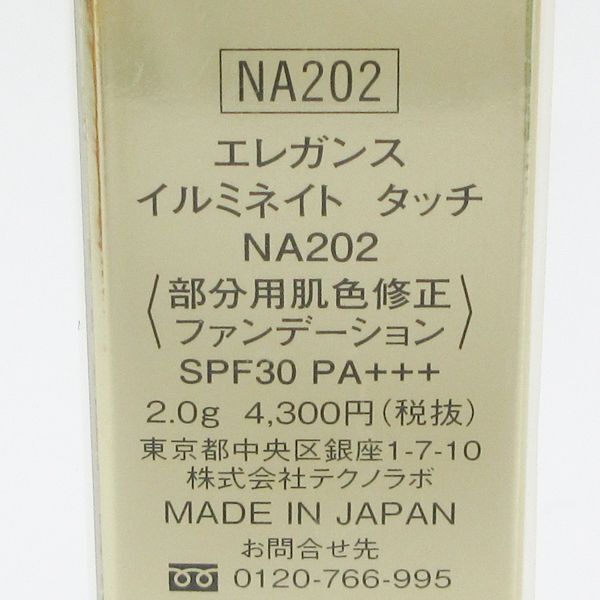 NA202
エレガンス
イルミネイト タッチ
NA202
〈部分用肌色修正
ファンデーション〉
SPF30 PA+++
2.0g 4,300円(税抜)
東京都中央区銀座1-7-10
株式会社テクノラボ
MADE IN JAPAN
お問合せ先
0120-766-995